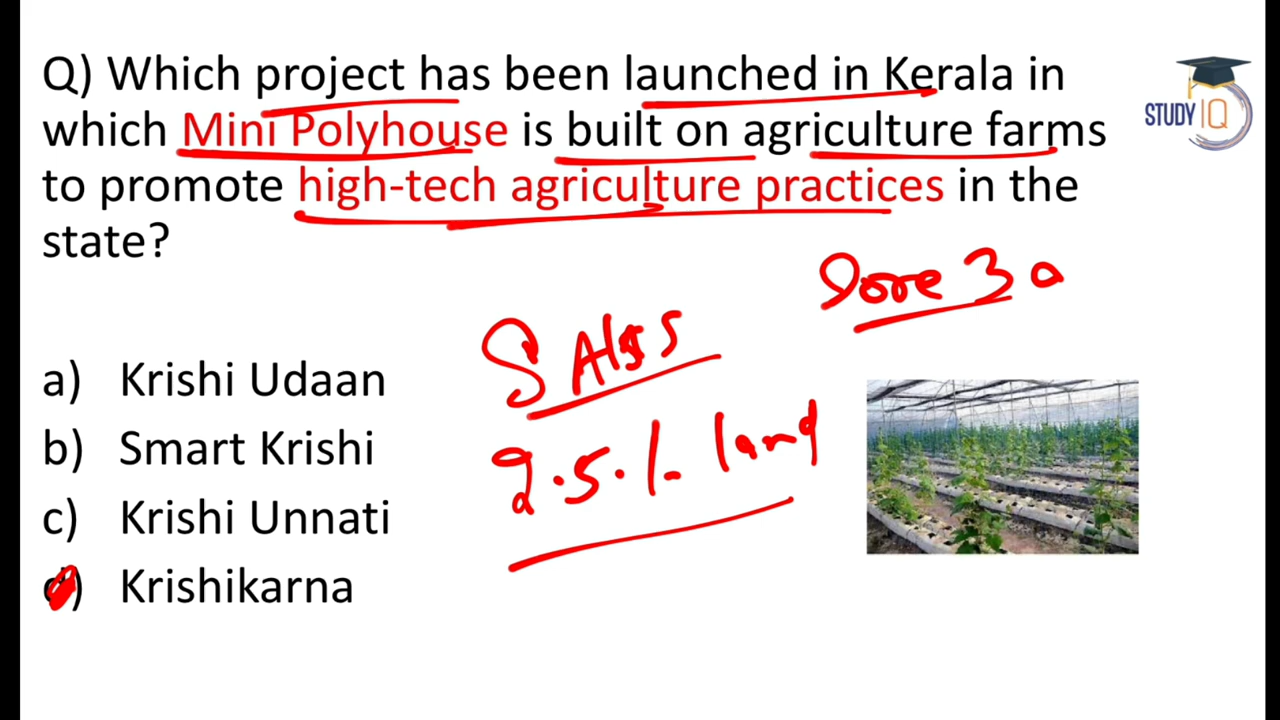 Q) Which project has been launched in Kerala in
which Mini Polyhouse is built on agriculture farms
to promote high-tech agriculture practices in the
state?
STUDY IQ
a) Krishi Udaan
b) Smart Krishi
c) Krishi Unnati
d) Krishikarna
2.5% land